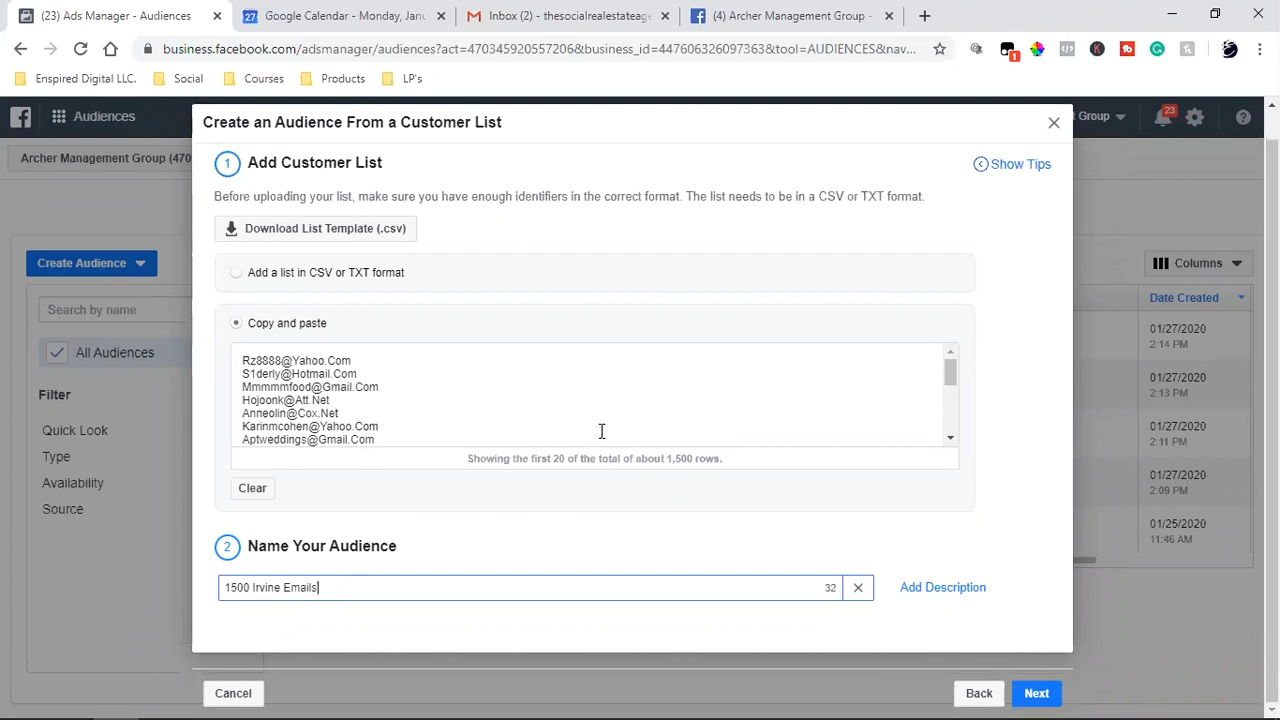 (23) Ads Manager - Audiences
Google Calendar - Monday, Janu
Inbox (2) - thesocialrealestateag
(4) Archer Management Group -
business.facebook.com/adsmanager/audiences?act=470345920557206&business_id=447606326097363&tool=AUDIENCES&nav...
1
Enspired Digital LLC.
Social
Courses
Products
LP's
Audiences
Group
23
Archer Management Group (470
Create an Audience From a Customer List
1
Add Customer List
Show Tips
Before uploading your list, make sure you have enough identifiers in the correct format. The list needs to be in a CSV or TXT format.
Download List Template (.csv)
Add a list in CSV or TXT format
Copy and paste
Rz8888@Yahoo.Com
S1derly@Hotmail.Com
Mmmmmfood@Gmail.Com
Hojoonk@Att.Net
Anneolin@Cox.Net
Karinmcohen@Yahoo.Com
Aptweddings@Gmail.Com
Showing the first 20 of the total of about 1,500 rows.
Clear
2
Name Your Audience
1500 Irvine Emails
32
Add Description
Cancel
Back
Next
Create Audience
Search by name
All Audiences
Filter
Quick Look
Type
Availability
Source
Columns
Date Created
01/27/2020
2:14 PM
01/27/2020
2:13 PM
01/27/2020
2:11 PM
01/27/2020
2:09 PM
01/25/2020
11:46 AM